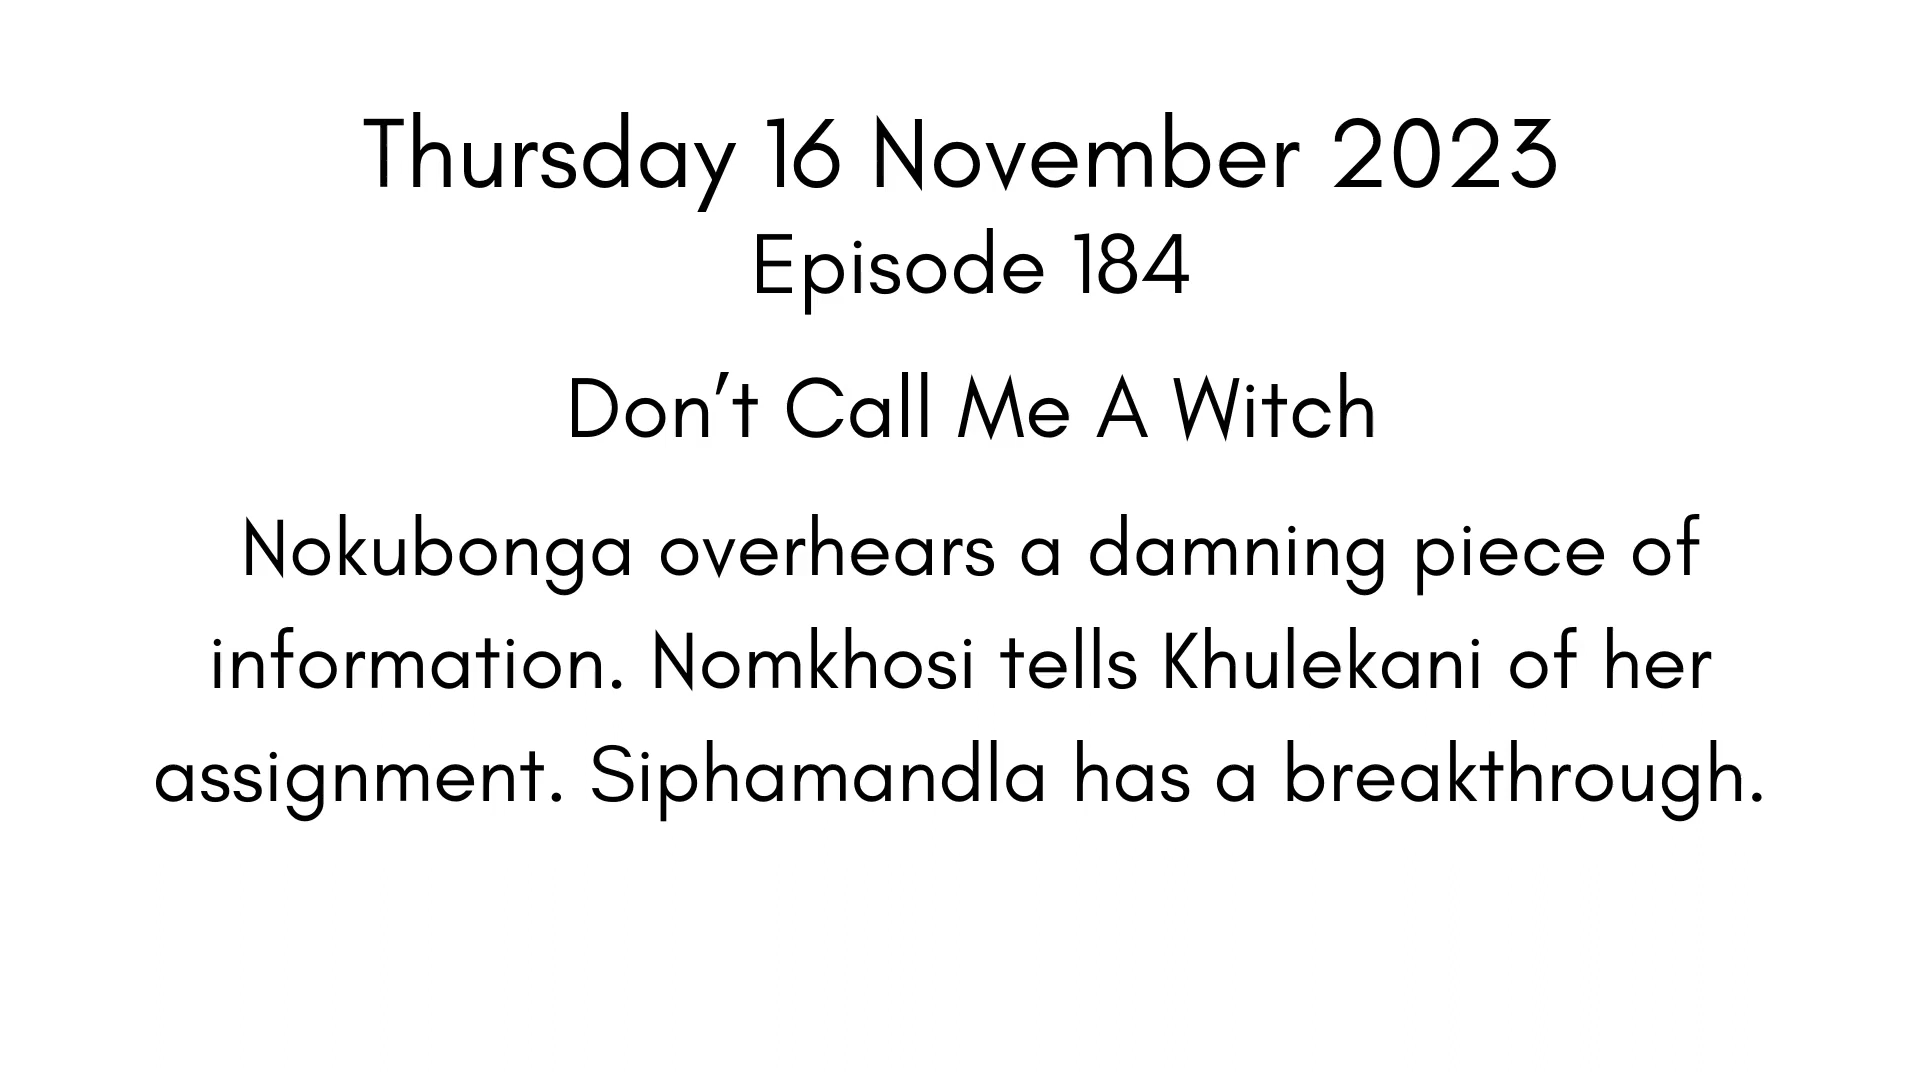 Thursday 16 November 2023
Episode 184
Don’t Call Me A Witch
Nokubonga overhears a damning piece of
information. Nomkhosi tells Khulekani of her
assignment. Siphamandla has a breakthrough.